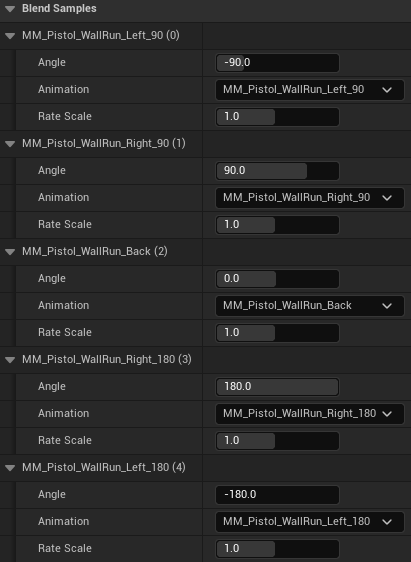 Blend Samples
MM_Pistol_WallRun_Left_90 (0)
Angle -90.0
Animation MM_Pistol_WallRun_Left_90
Rate Scale 1.0
MM_Pistol_WallRun_Right_90 (1)
Angle 90.0
Animation MM_Pistol_WallRun_Right_90
Rate Scale 1.0
MM_Pistol_WallRun_Back (2)
Angle 0.0
Animation MM_Pistol_WallRun_Back
Rate Scale 1.0
MM_Pistol_WallRun_Right_180 (3)
Angle 180.0
Animation MM_Pistol_WallRun_Right_180
Rate Scale 1.0
MM_Pistol_WallRun_Left_180 (4)
Angle -180.0
Animation MM_Pistol_WallRun_Left_180
Rate Scale 1.0